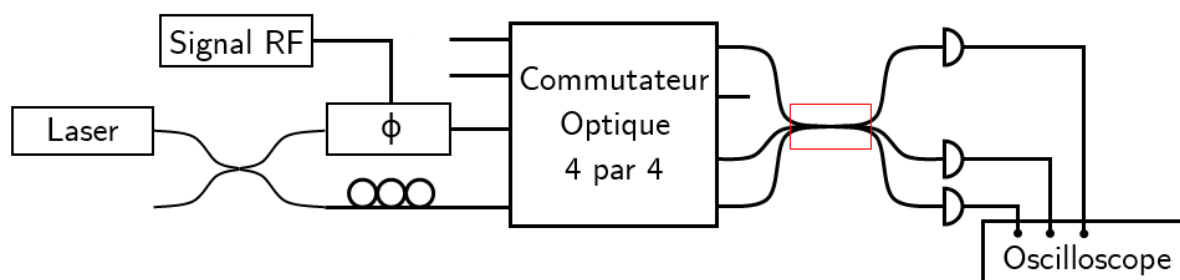 Signal RF
Laser
ϕ
Commutateur
Optique
4 par 4
Oscilloscope